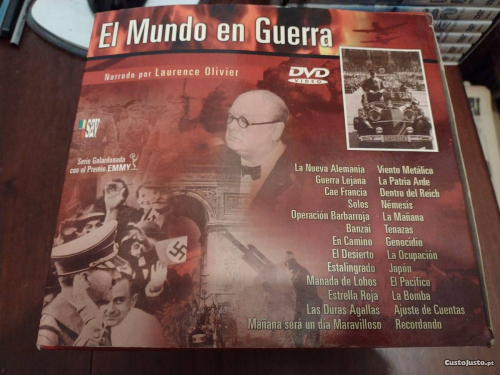 El Mundo en Guerra
Narrado por Laurence Olivier
DVD
VIDEO
SAV
Serie Galardonada
con el Premio EMMY
La Nueva Alemania Viento Metálico
Guerra Lejana La Patria Arde
Cae Francia Dentro del Reich
Solos Némesis
Operación Barbarroja La Mañana
Banzai Tenazas
En Camino Genocidio
El Desierto La Ocupación
Estalingrado Japón
Manada de Lobos El Pacífico
Estrella Roja La Bomba
Las Duras Agallas Ajuste de Cuentas
Mañana será un día Maravilloso Recordando
© CustoJusto.pt